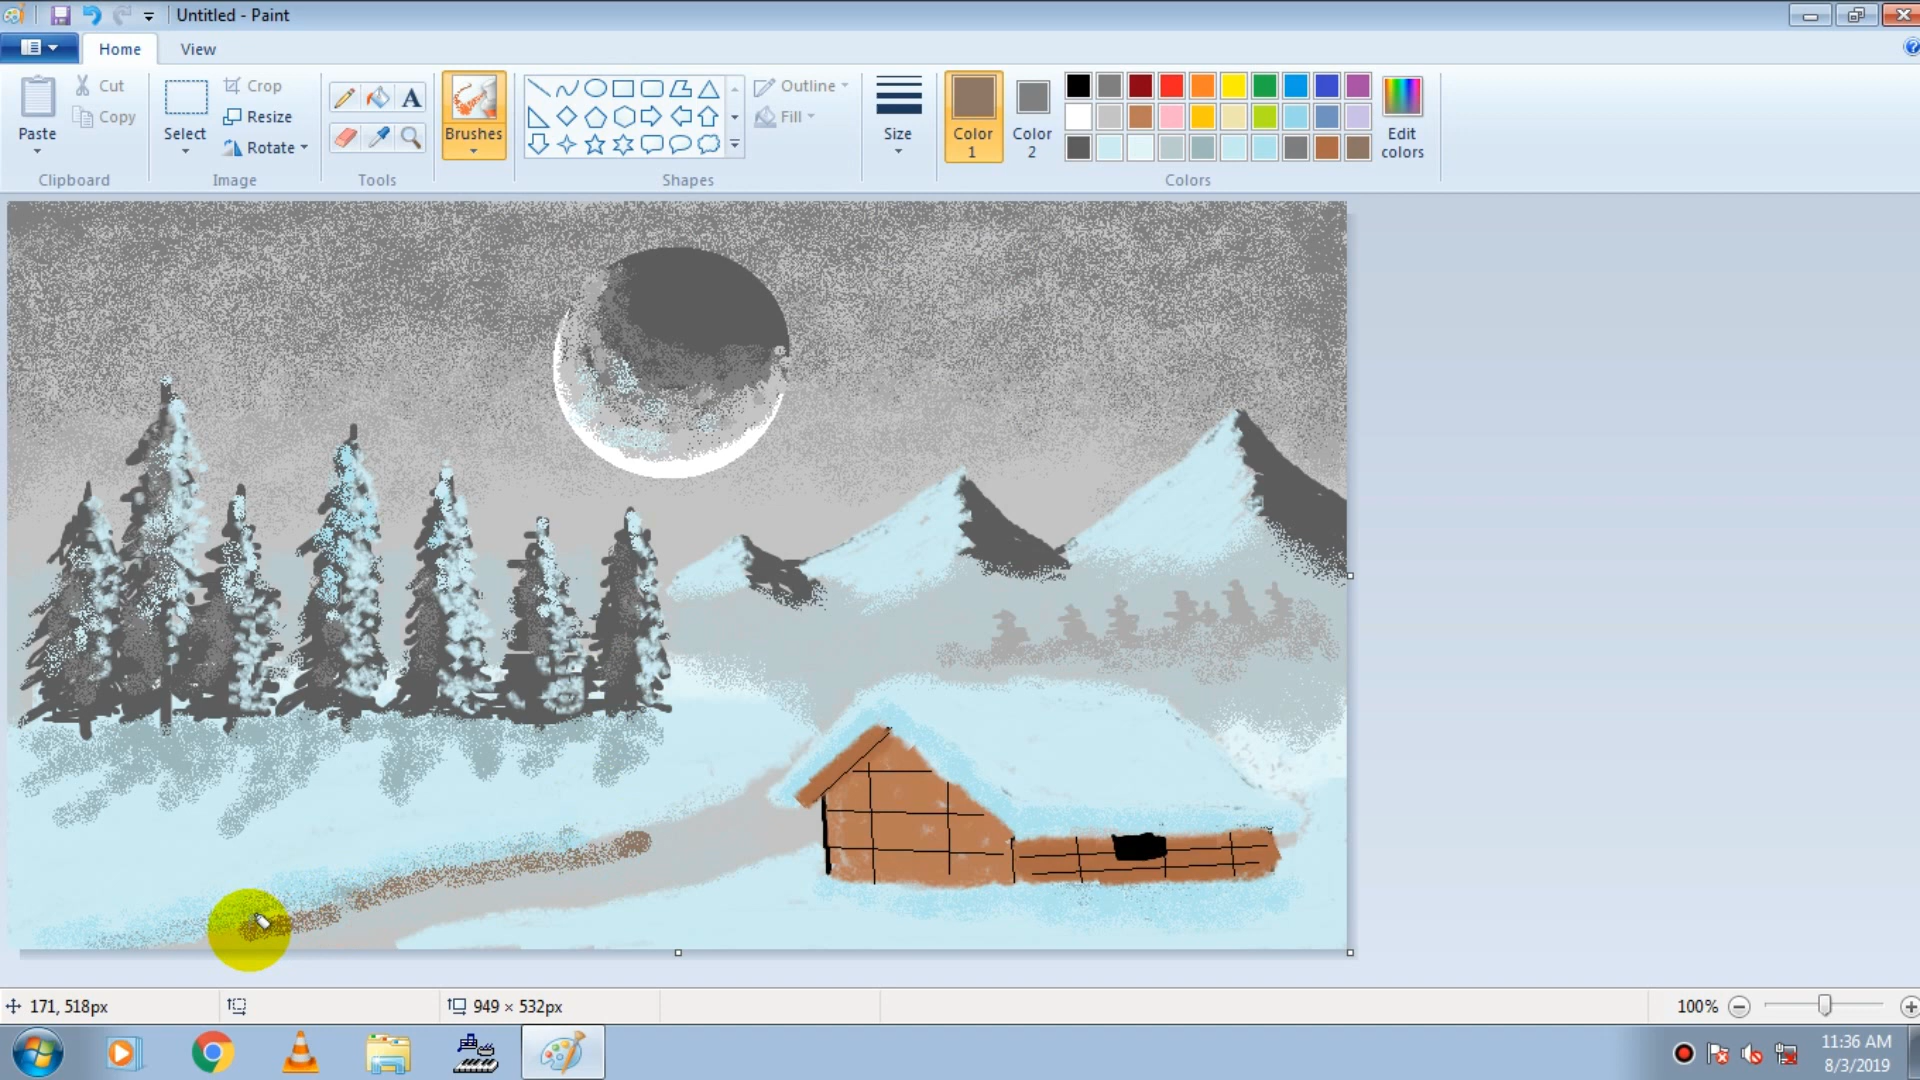 Untitled - Paint
Home View
Paste
Cut
Copy
Clipboard
Select
Crop
Resize
Rotate
Image
A
Tools
Brushes
Shapes
Outline
Fill
Size
Color
1
Color
2
Colors
Edit
colors
171, 518px
949 × 532px
100%
11:36 AM
8/3/2019